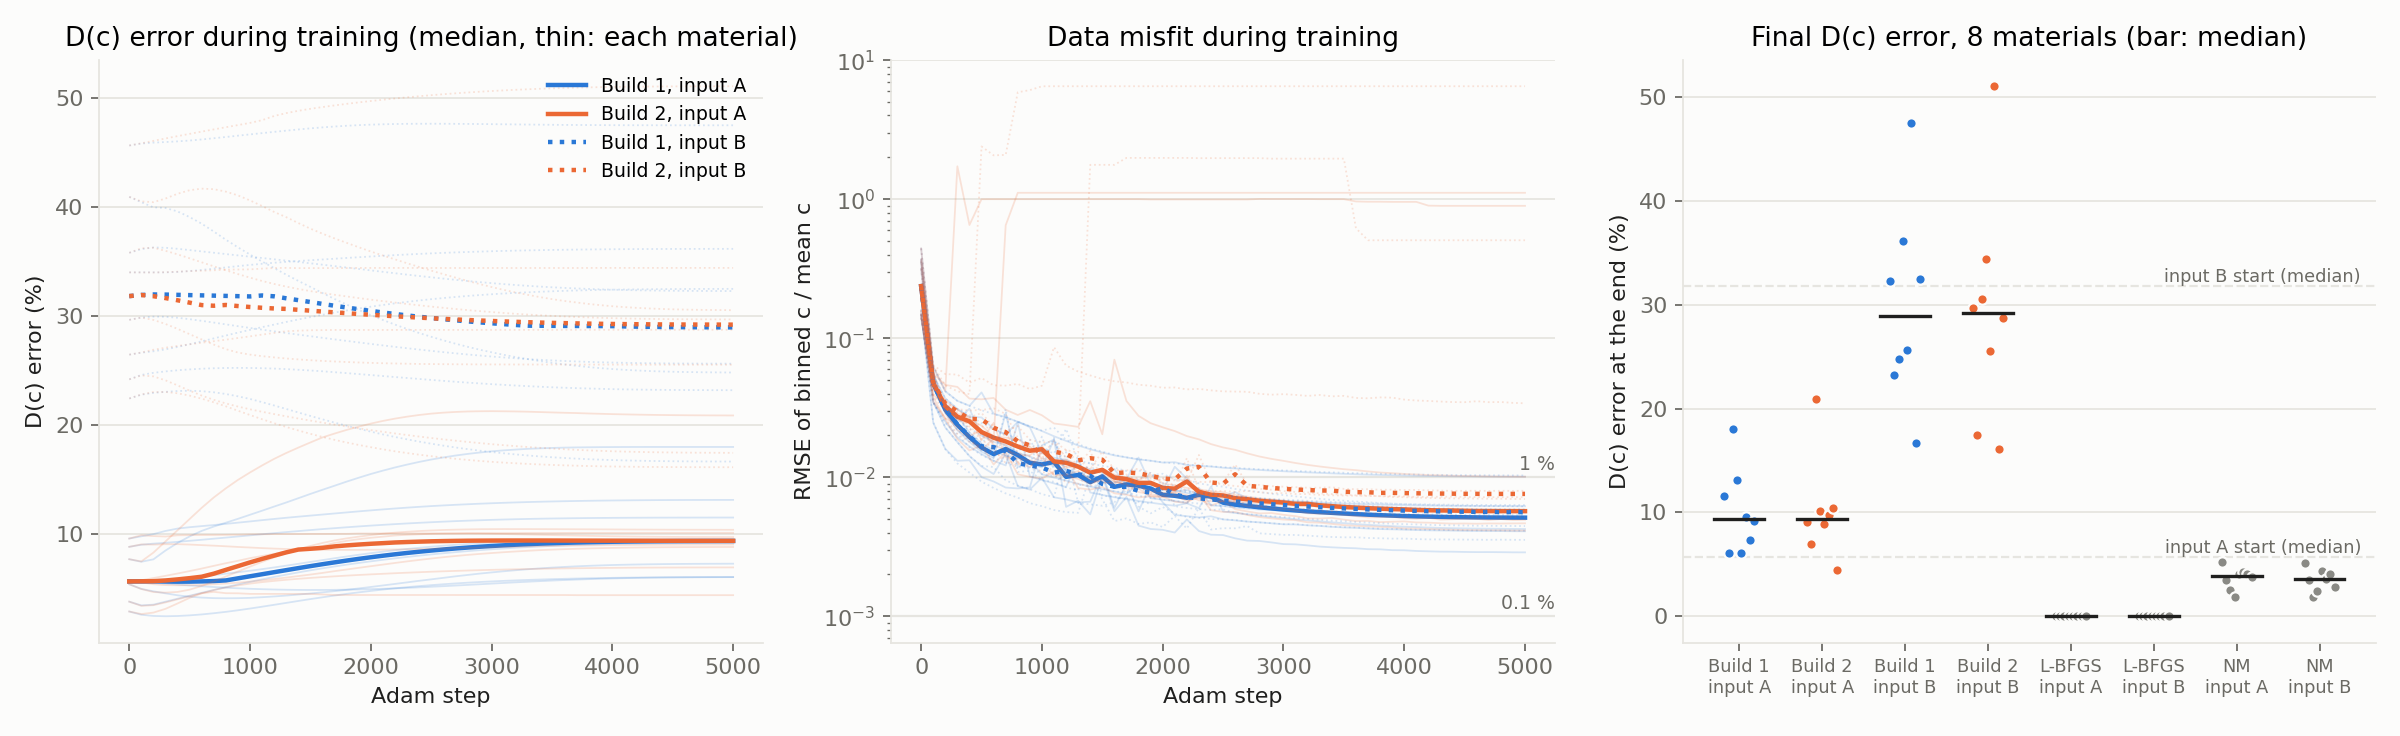 D(c) error during training (median, thin: each material)
D(c) error (%)
50
40
30
20
10
Build 1, input A
Build 2, input A
Build 1, input B
Build 2, input B
0
1000
2000
3000
4000
5000
Adam step
Data misfit during training
RMSE of binned c / mean c
10¹
10⁰
10⁻¹
10⁻²
10⁻³
1 %
0.1 %
0
1000
2000
3000
4000
5000
Adam step
Final D(c) error, 8 materials (bar: median)
D(c) error at the end (%)
50
40
30
20
10
0
input B start (median)
input A start (median)
Build 1
input A
Build 2
input A
Build 1
input B
Build 2
input B
L-BFGS
input A
L-BFGS
input B
NM
input A
NM
input B